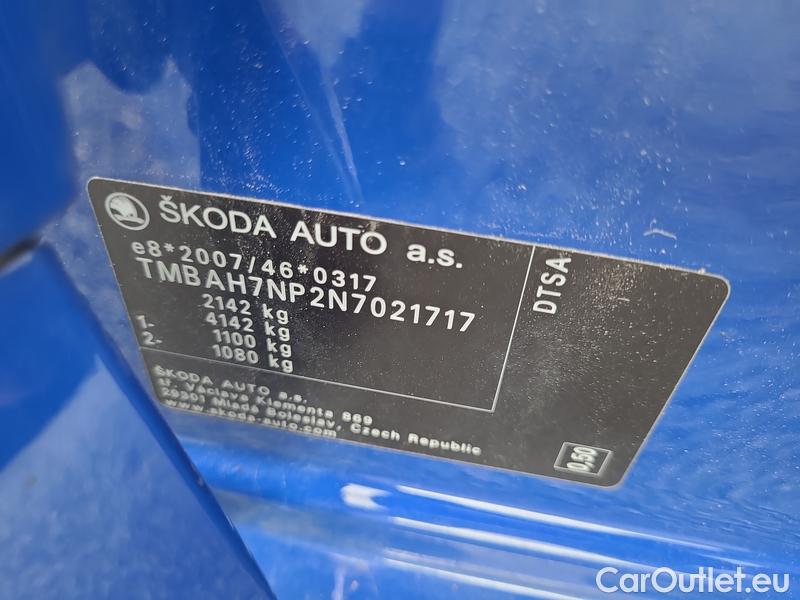 ŠKODA AUTO a.s.
e8*2007/46*0317
TMBAH7NP2N7021717
2142 kg
4142 kg
1- 1100 kg
2- 1080 kg
DTSA
ŠKODA AUTO a.s.
tř. Václava Klementa 869
29301 Mladá Boleslav, Czech Republic
www.skoda-auto.com
0,50
CarOutlet.eu